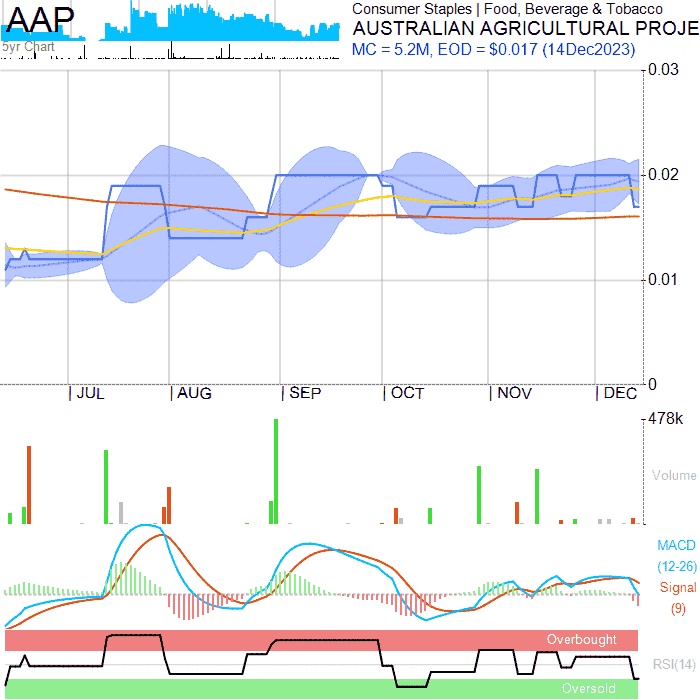 AAP
5yr Chart
Consumer Staples | Food, Beverage & Tobacco
AUSTRALIAN AGRICULTURAL PROJE
MC = 5.2M, EOD = $0.017 (14Dec2023)
0.03
0.02
0.01
0
JUL AUG SEP OCT NOV DEC
478k
Volume
MACD
(12-26)
Signal
(9)
Overbought
RSI(14)
Oversold